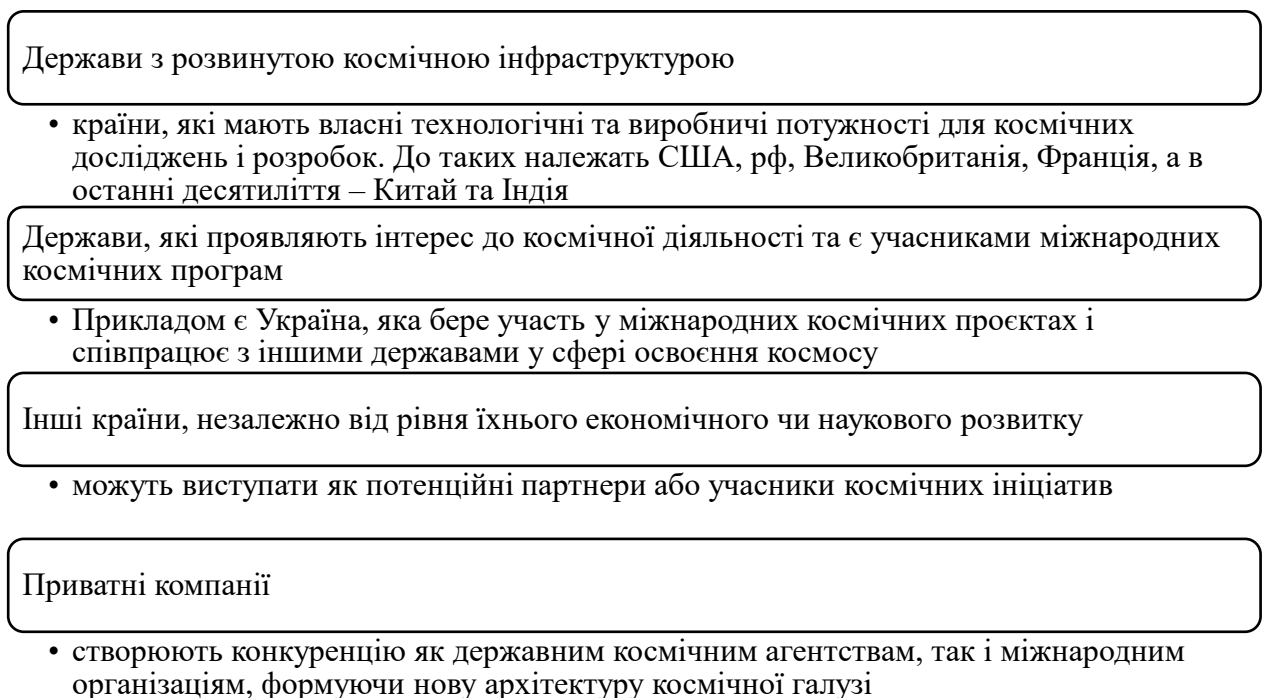 Держави з розвинутою космічною інфраструктурою
• країни, які мають власні технологічні та виробничі потужності для космічних
досліджень і розробок. До таких належать США, рф, Великобританія, Франція, а в
останні десятиліття – Китай та Індія
Держави, які проявляють інтерес до космічної діяльності та є учасниками міжнародних
космічних програм
• Прикладом є Україна, яка бере участь у міжнародних космічних проєктах і
співпрацює з іншими державами у сфері освоєння космосу
Інші країни, незалежно від рівня їхнього економічного чи наукового розвитку
• можуть виступати як потенційні партнери або учасники космічних ініціатив
Приватні компанії
• створюють конкуренцію як державним космічним агентствам, так і міжнародним
організаціям, формуючи нову архітектуру космічної галузі